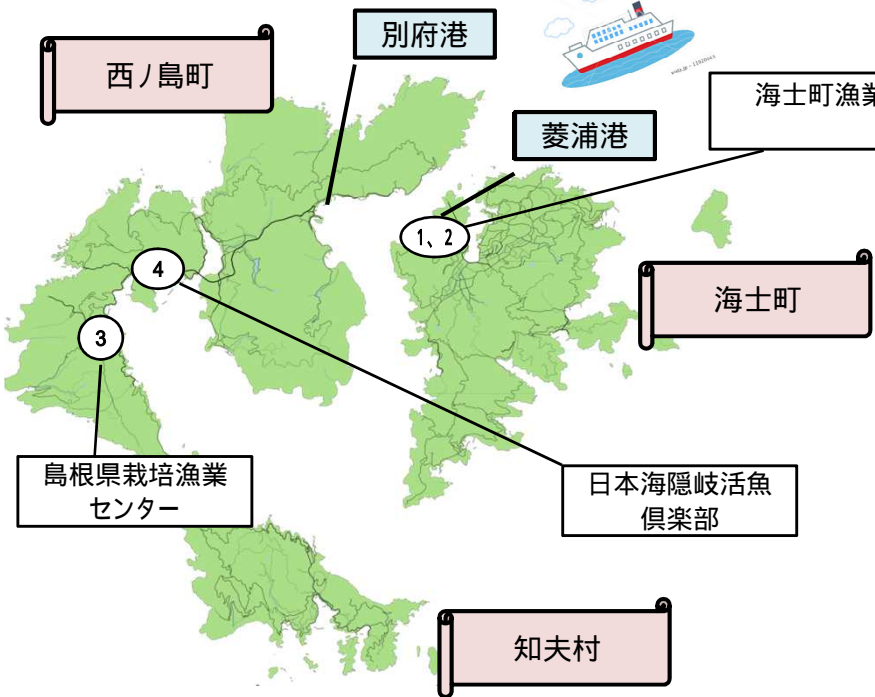 別府港
西ノ島町
海士町漁業
菱浦港
1、2
4
海士町
3
島根県栽培漁業
センター
日本海隠岐活魚
倶楽部
知夫村